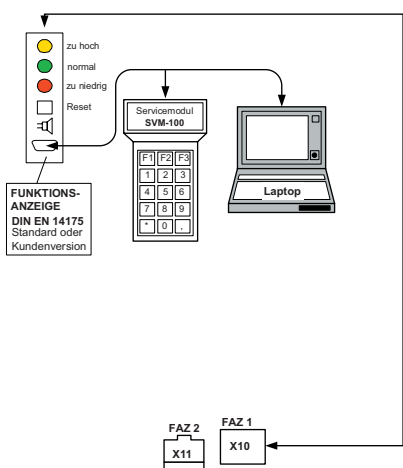 zu hoch
normal
zu niedrig
Reset
FUNKTIONS-
ANZEIGE
DIN EN 14175
Standard oder
Kundenversion
Servicemodul
SVM-100
F1 F2 F3
1 2 3
4 5 6
7 8 9
* 0 ,
Laptop
FAZ 2
X11
FAZ 1
X10